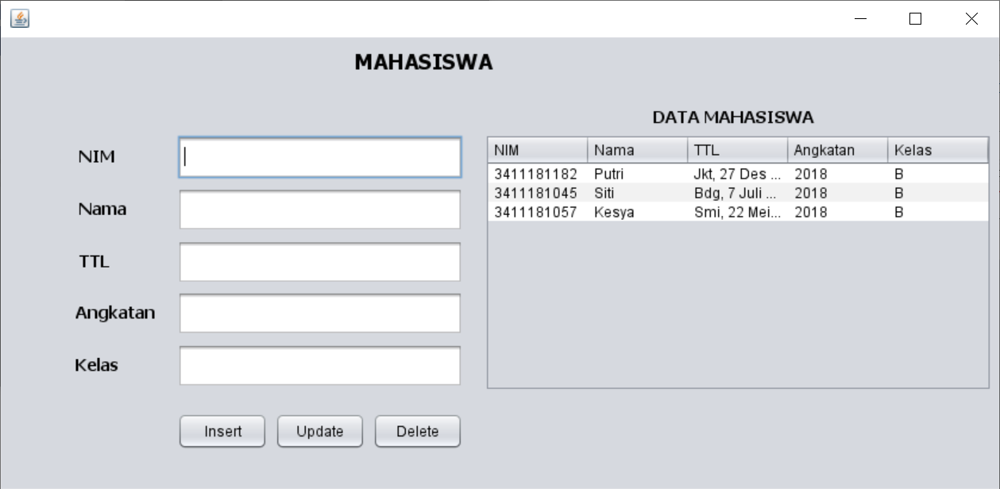 MAHASISWA
NIM
Nama
TTL
Angkatan
Kelas
Insert Update Delete
DATA MAHASISWA
NIM Nama TTL Angkatan Kelas
3411181182 Putri Jkt, 27 Des ... 2018 B
3411181045 Siti Bdg, 7 Juli ... 2018 B
3411181057 Kesya Smi, 22 Mei... 2018 B